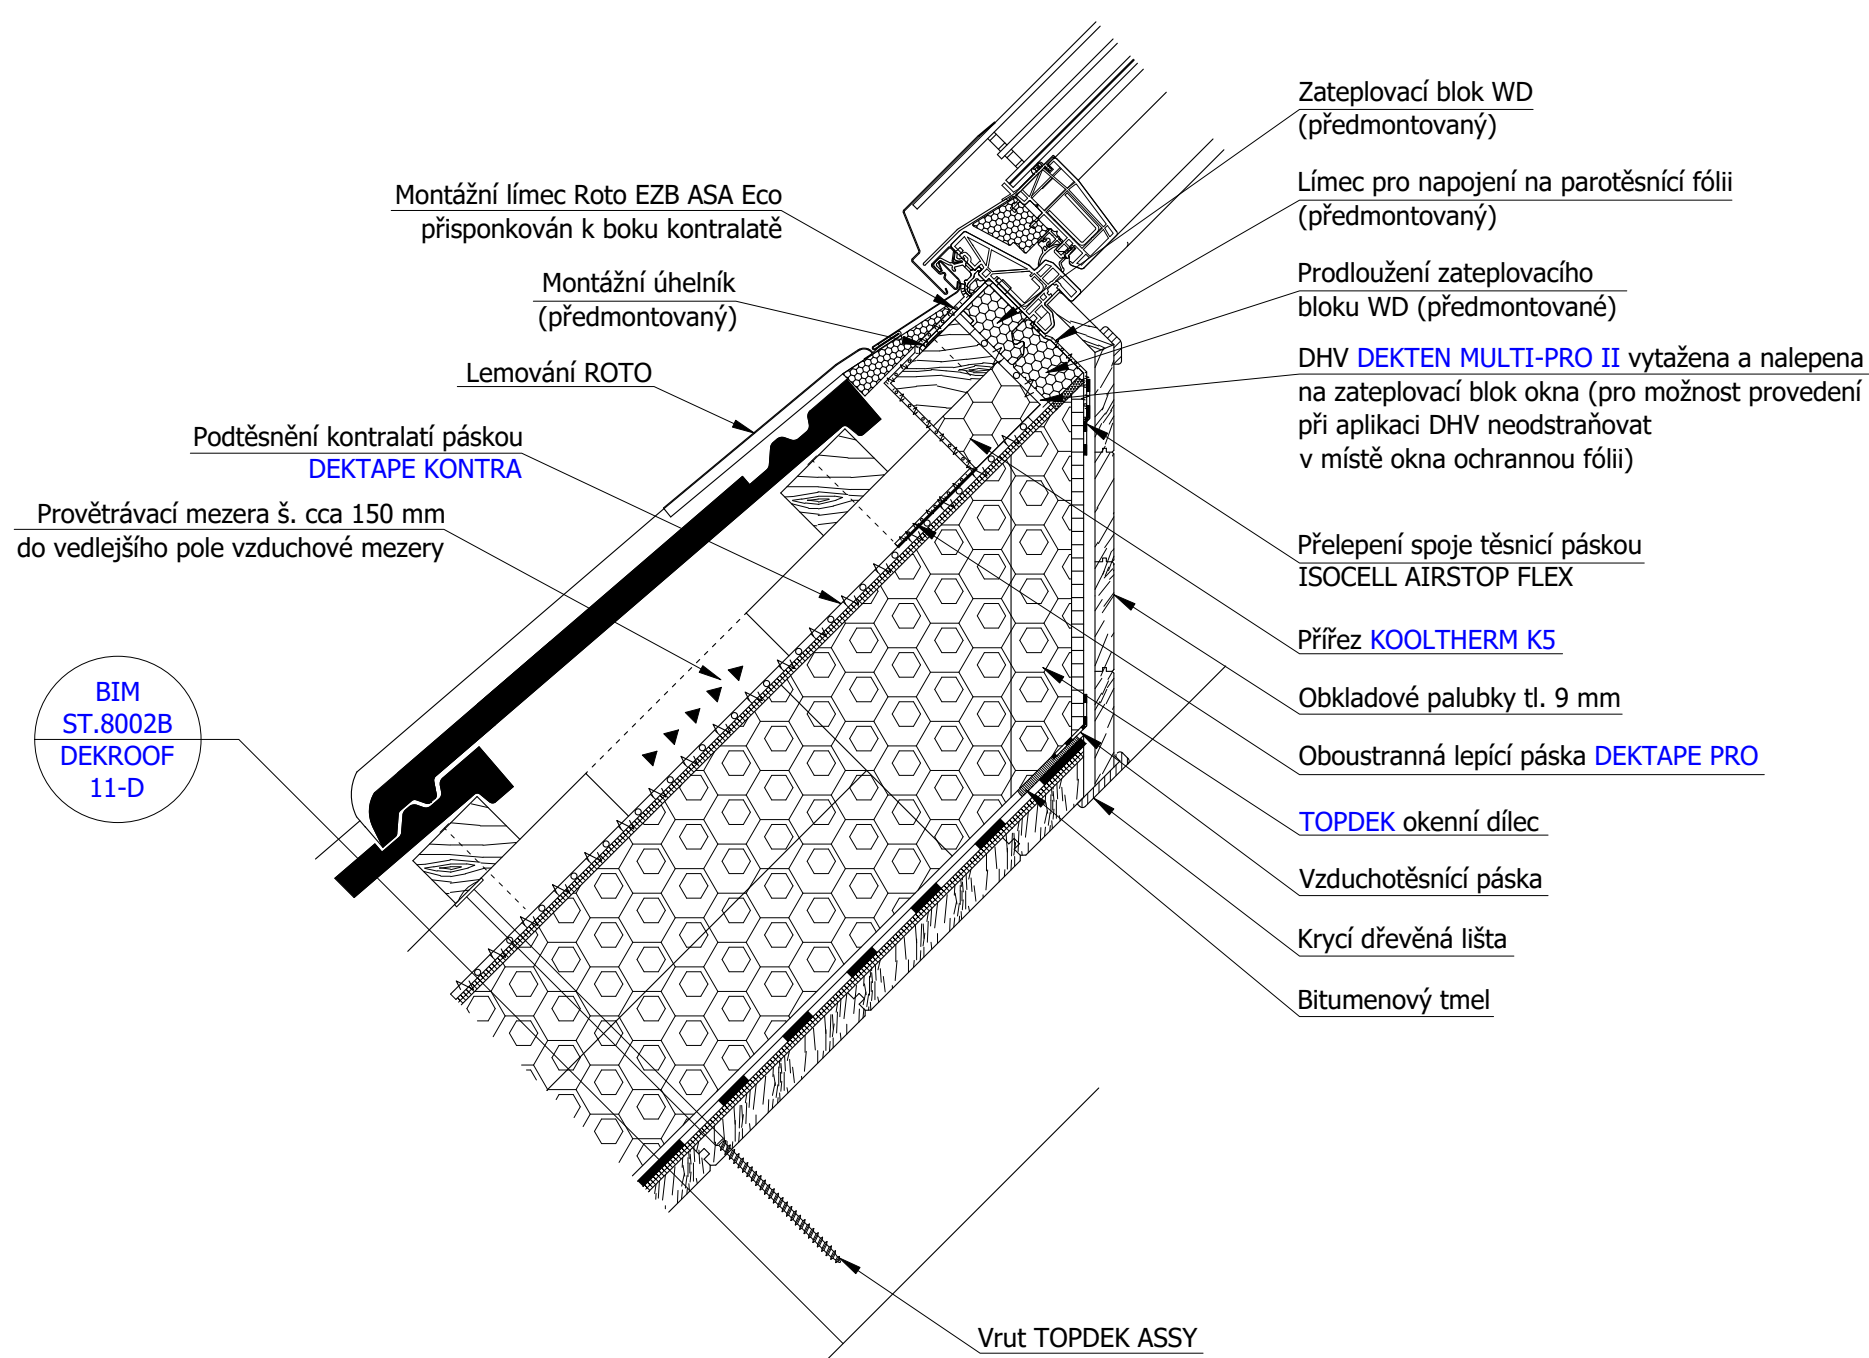 Zateplovací blok WD
(předmontovaný)
Límec pro napojení na parotěsnící fólii
(předmontovaný)
Prodloužení zateplovacího
bloku WD (předmontované)
DHV DEKTEN MULTI-PRO II vytažena a nalepena
na zateplovací blok okna (pro možnost provedení
při aplikaci DHV neodstraňovat
v místě okna ochrannou fólii)
Přelepení spoje těsnicí páskou
ISOCELL AIRSTOP FLEX
Přířez KOOLTHERM K5
Obkladové palubky tl. 9 mm
Oboustranná lepící páska DEKTAPE PRO
TOPDEK okenní dílec
Vzduchotěsnící páska
Krycí dřevěná lišta
Bitumenový tmel
Vrut TOPDEK ASSY
Montážní límec Roto EZB ASA Eco
přisponkován k boku kontralatě
Montážní úhelník
(předmontovaný)
Lemování ROTO
Podtěsnění kontralatí páskou
DEKTAPE KONTRA
Provětrávací mezera š. cca 150 mm
do vedlejšího pole vzduchové mezery
BIM
ST.8002B
DEKROOF
11-D